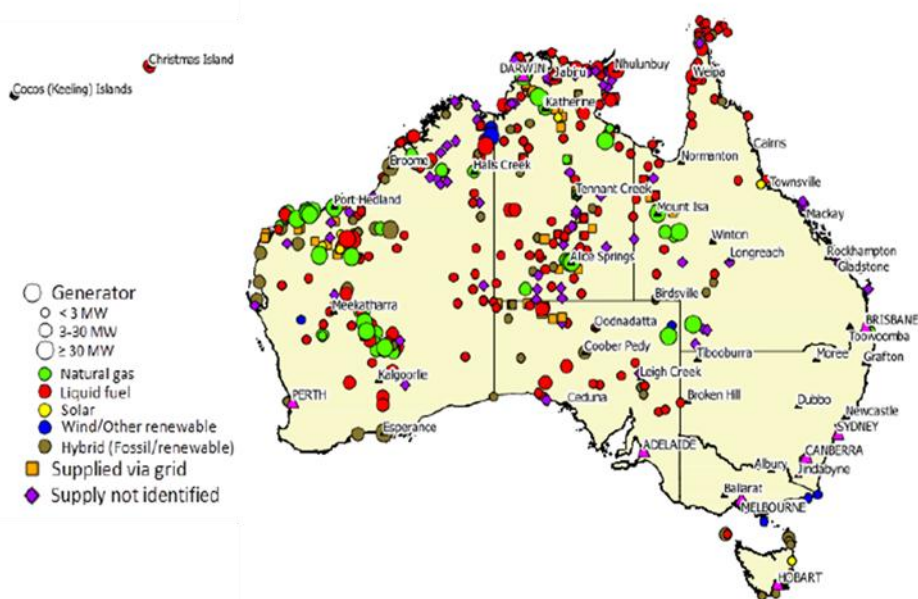 Christmas Island
Cocos (Keeling) Islands
DARWIN
Jabiru
Nhulunbuy
Weipa
Katherine
Cairns
Broome
Halls Creek
Normanton
Townsville
Tennant Creek
Port Hedland
Mount Isa
Mackay
Winton
Longreach
Rockhampton
Gladstone
Alice Springs
Birdsville
Meekatharra
Oodnadatta
BRISBANE
Toowoomba
Coober Pedy
Tibooburra
Moree
Grafton
Kalgoorlie
Leigh Creek
PERTH
Ceduna
Broken Hill
Dubbo
Newcastle
SYDNEY
Esperance
ADELAIDE
CANBERRA
Albury
Jindabyne
Ballarat
MELBOURNE
HOBART
Generator
< 3 MW
3-30 MW
≥ 30 MW
Natural gas
Liquid fuel
Solar
Wind/Other renewable
Hybrid (Fossil/renewable)
Supplied via grid
Supply not identified